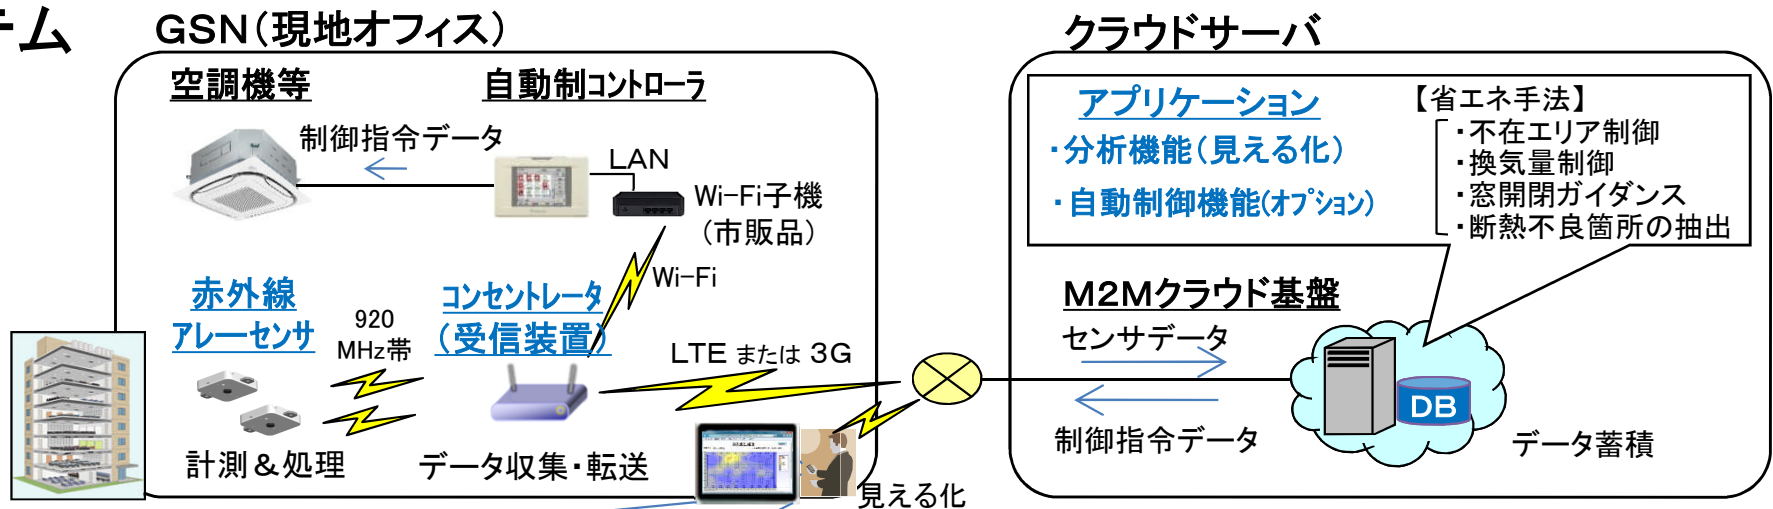 テム
GSN(現地オフィス)
空調機等
自動制コントローラ
制御指令データ
LAN
Wi-Fi子機
(市販品)
Wi-Fi
赤外線
アレーセンサ
920
MHz帯
コンセントレータ
(受信装置)
LTE または 3G
計測&処理
データ収集・転送
見える化
クラウドサーバ
アプリケーション
・分析機能(見える化)
・自動制御機能(オプション)
【省エネ手法】
・不在エリア制御
・換気量制御
・窓開閉ガイダンス
・断熱不良箇所の抽出
M2Mクラウド基盤
センサデータ
制御指令データ
DB
データ蓄積